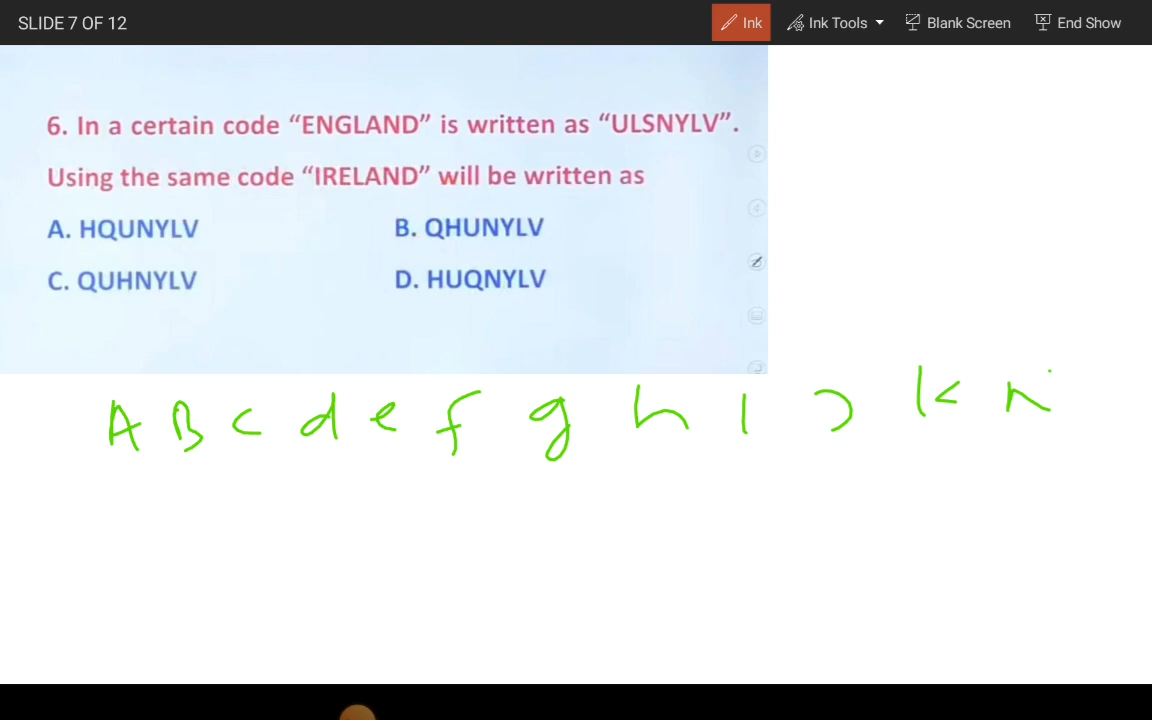 SLIDE 7 OF 12 Ink Ink Tools Blank Screen End Show
6. In a certain code “ENGLAND” is written as “ULSNYLV”.
Using the same code “IRELAND” will be written as
A. HQUNYLV B. QHUNYLV
C. QUHNYLV D. HUQNYLV
A B c d e f g h I J k